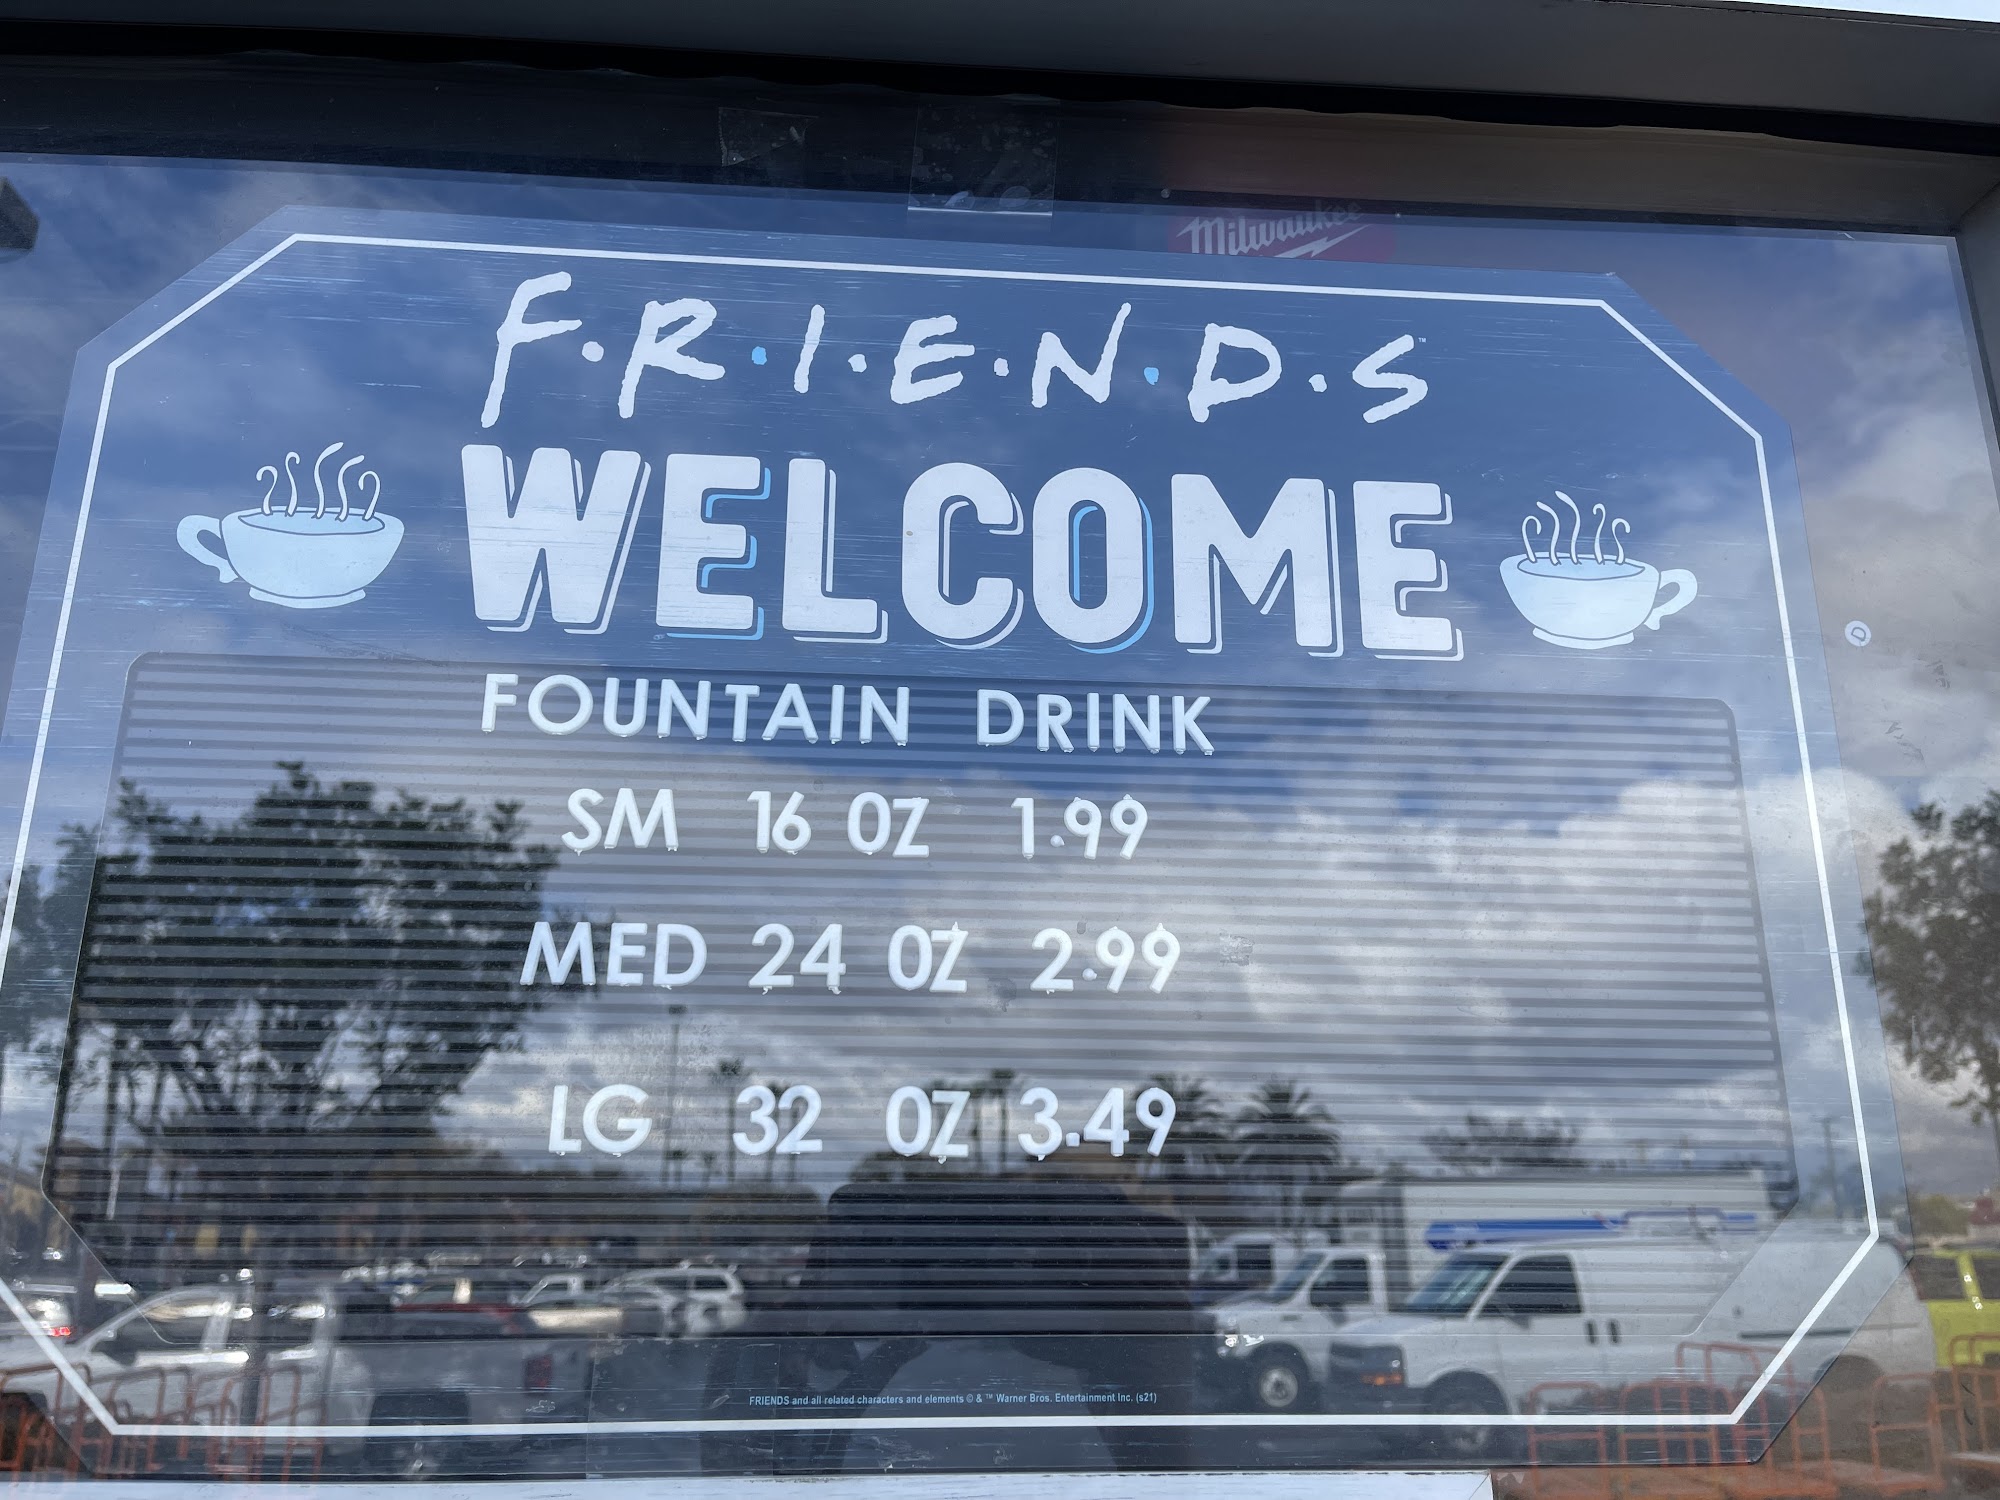 Milwaukee
F·R·I·E·N·D·S™
WELCOME
FOUNTAIN DRINK
SM 16 OZ 1.99
MED 24 OZ 2.99
LG 32 OZ 3.49
FRIENDS and all related characters and elements © & ™ Warner Bros. Entertainment Inc. (s21)